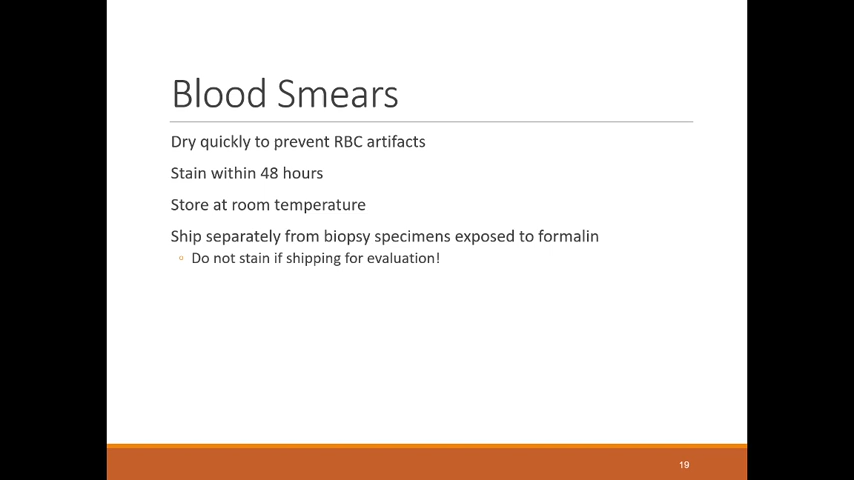 Blood Smears
Dry quickly to prevent RBC artifacts
Stain within 48 hours
Store at room temperature
Ship separately from biopsy specimens exposed to formalin
▫ Do not stain if shipping for evaluation!
19